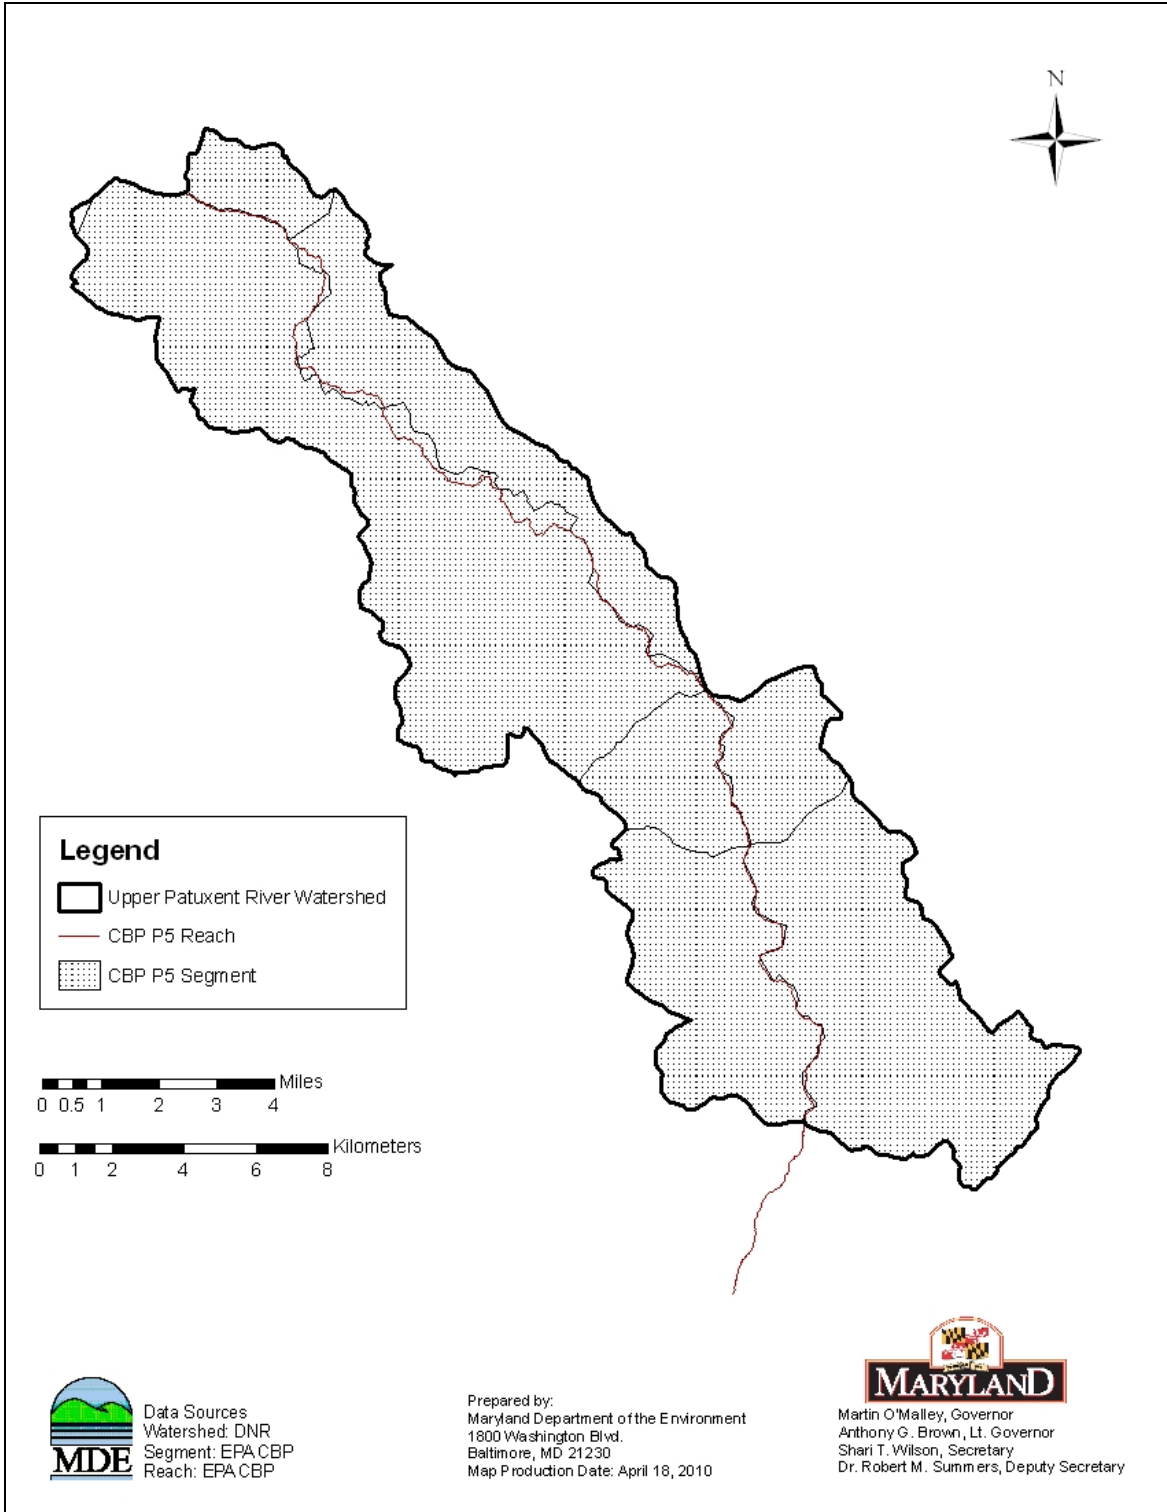 N
Legend
Upper Patuxent River Watershed
CBP P5 Reach
CBP P5 Segment
Miles
0 0.5 1 2 3 4
Kilometers
0 1 2 4 6 8
MDE
Data Sources
Watershed: DNR
Segment: EPA CBP
Reach: EPA CBP
Prepared by:
Maryland Department of the Environment
1800 Washington Blvd.
Baltimore, MD 21230
Map Production Date: April 18, 2010
MARYLAND
Martin O'Malley, Governor
Anthony G. Brown, Lt. Governor
Shari T. Wilson, Secretary
Dr. Robert M. Summers, Deputy Secretary